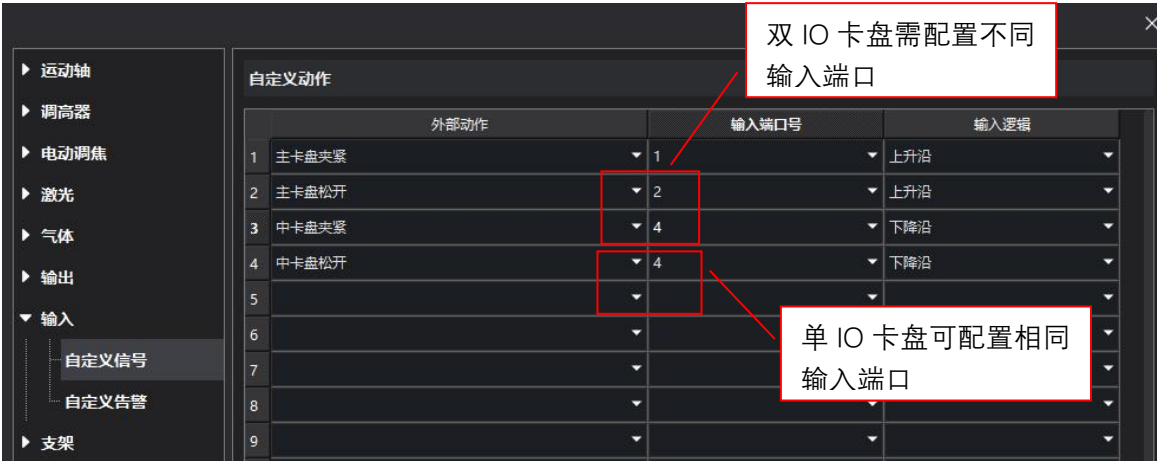 双 IO 卡盘需配置不同
输入端口
运动轴
调高器
电动调焦
激光
气体
输出
输入
自定义信号
自定义告警
支架
自定义动作
外部动作 输入端口号 输入逻辑
1 主卡盘夹紧 1 上升沿
2 主卡盘松开 2 上升沿
3 中卡盘夹紧 4 下降沿
4 中卡盘松开 4 下降沿
5
6
7
8
9
单 IO 卡盘可配置相同
输入端口